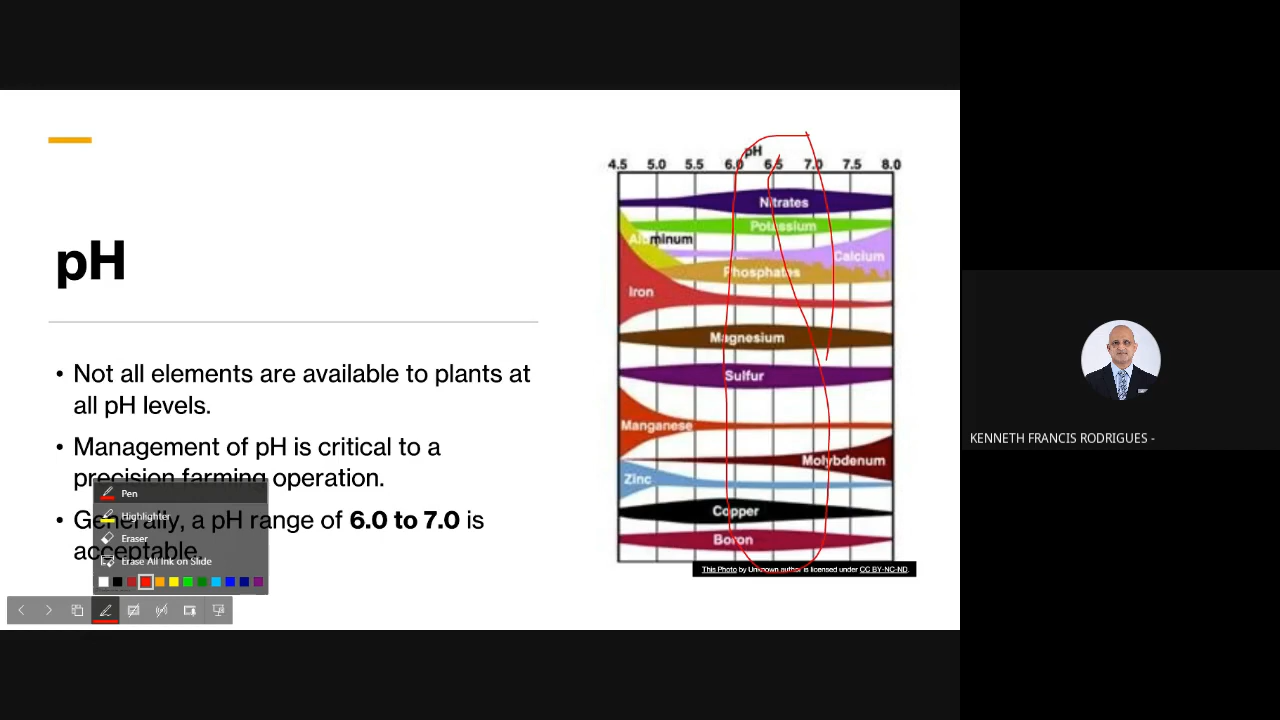 pH
Not all elements are available to plants at
all pH levels.
Management of pH is critical to a
precision farming operation.
Generally, a pH range of 6.0 to 7.0 is
acceptable.
Pen
Highlighter
Eraser
Erase All Ink on Slide
pH
4.5 5.0 5.5 6.0 6.5 7.0 7.5 8.0
Nitrates
Potassium
Aluminum
Calcium
Phosphates
Iron
Magnesium
Sulfur
Manganese
Molybdenum
Zinc
Copper
Boron
This Photo by Unknown author is licensed under CC BY-NC-ND.
KENNETH FRANCIS RODRIGUES -